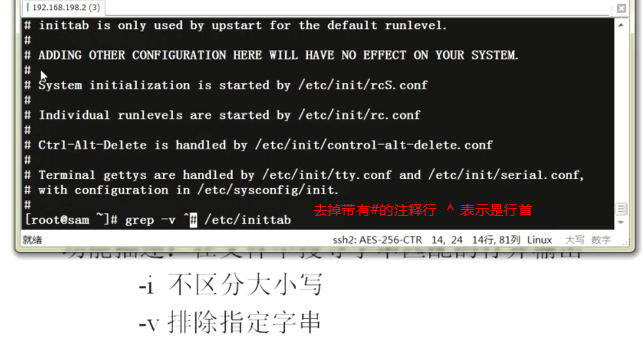 192.168.198.2 (3)
# inittab is only used by upstart for the default runlevel.
#
# ADDING OTHER CONFIGURATION HERE WILL HAVE NO EFFECT ON YOUR SYSTEM.
#
# System initialization is started by /etc/init/rcS.conf
#
# Individual runlevels are started by /etc/init/rc.conf
#
# Ctrl-Alt-Delete is handled by /etc/init/control-alt-delete.conf
#
# Terminal gettys are handled by /etc/init/tty.conf and /etc/init/serial.conf,
# with configuration in /etc/sysconfig/init.
#
[root@sam ~]# grep -v ^# /etc/inittab 去掉带有#的注释行 ^ 表示是行首
就绪 ssh2: AES-256-CTR 14, 24 14行, 81列 Linux 大写 数字
-i 不区分大小写
-v 排除指定字串